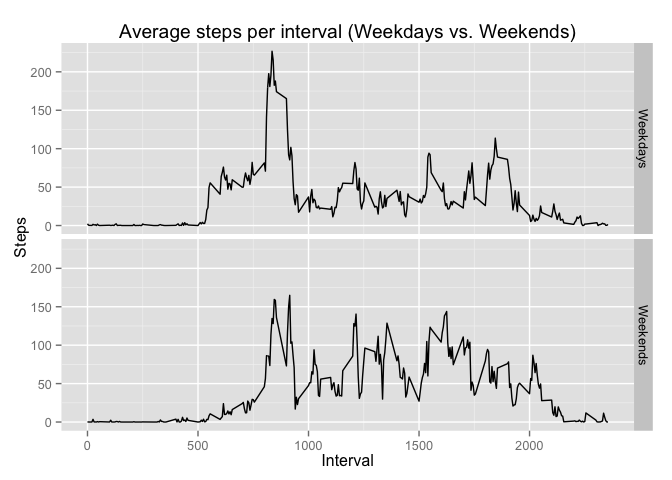 Average steps per interval (Weekdays vs. Weekends)
200
150
100
50
0
Weekdays
Steps
200
150
100
50
0
Weekends
0 500 1000 1500 2000
Interval